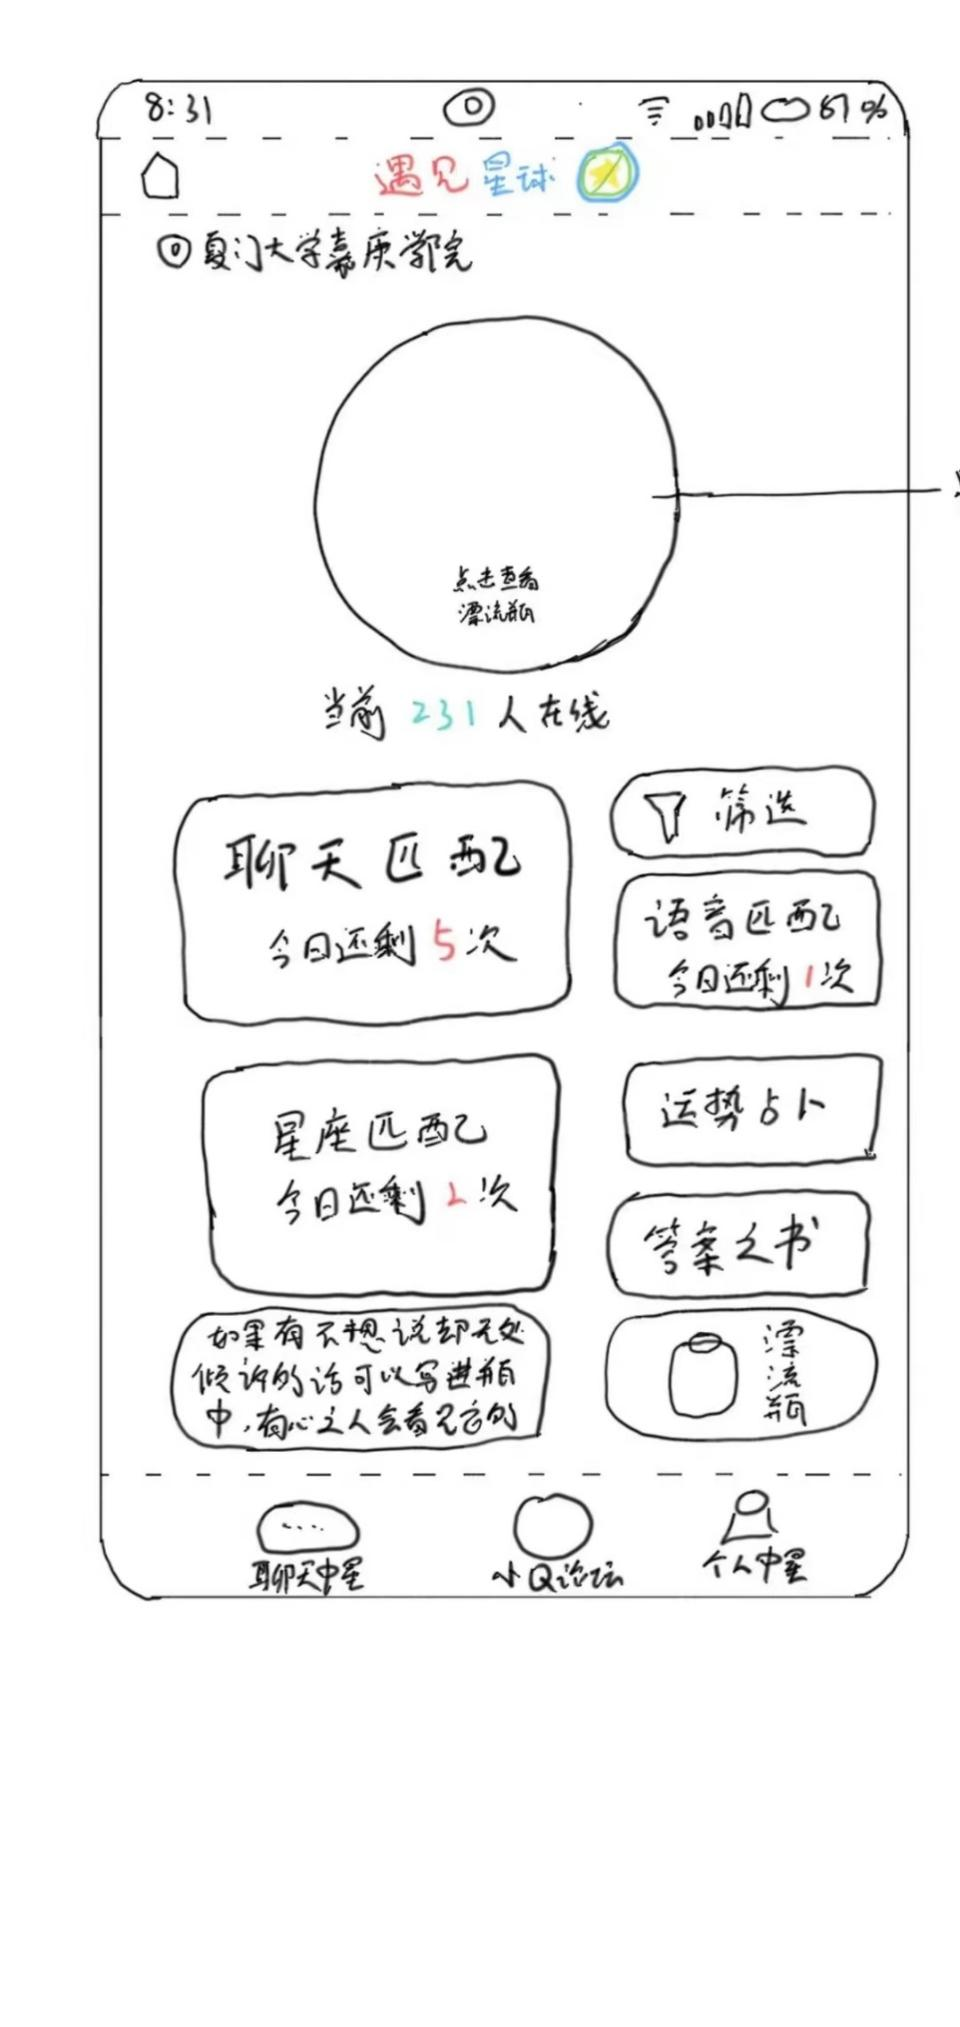 8:31 67%
遇见星球
厦门大学嘉庚学院
点击查看
漂流瓶
当前 231 人在线
聊天匹配
今日还剩 5 次
筛选
语音匹配
今日还剩 1 次
星座匹配
今日还剩 1 次
运势占卜
答案之书
如果有不想说却无处
倾诉的话可以写进瓶
中,有心之人会看见它的
漂
流
瓶
聊天中星
小Q论坛
个人中星